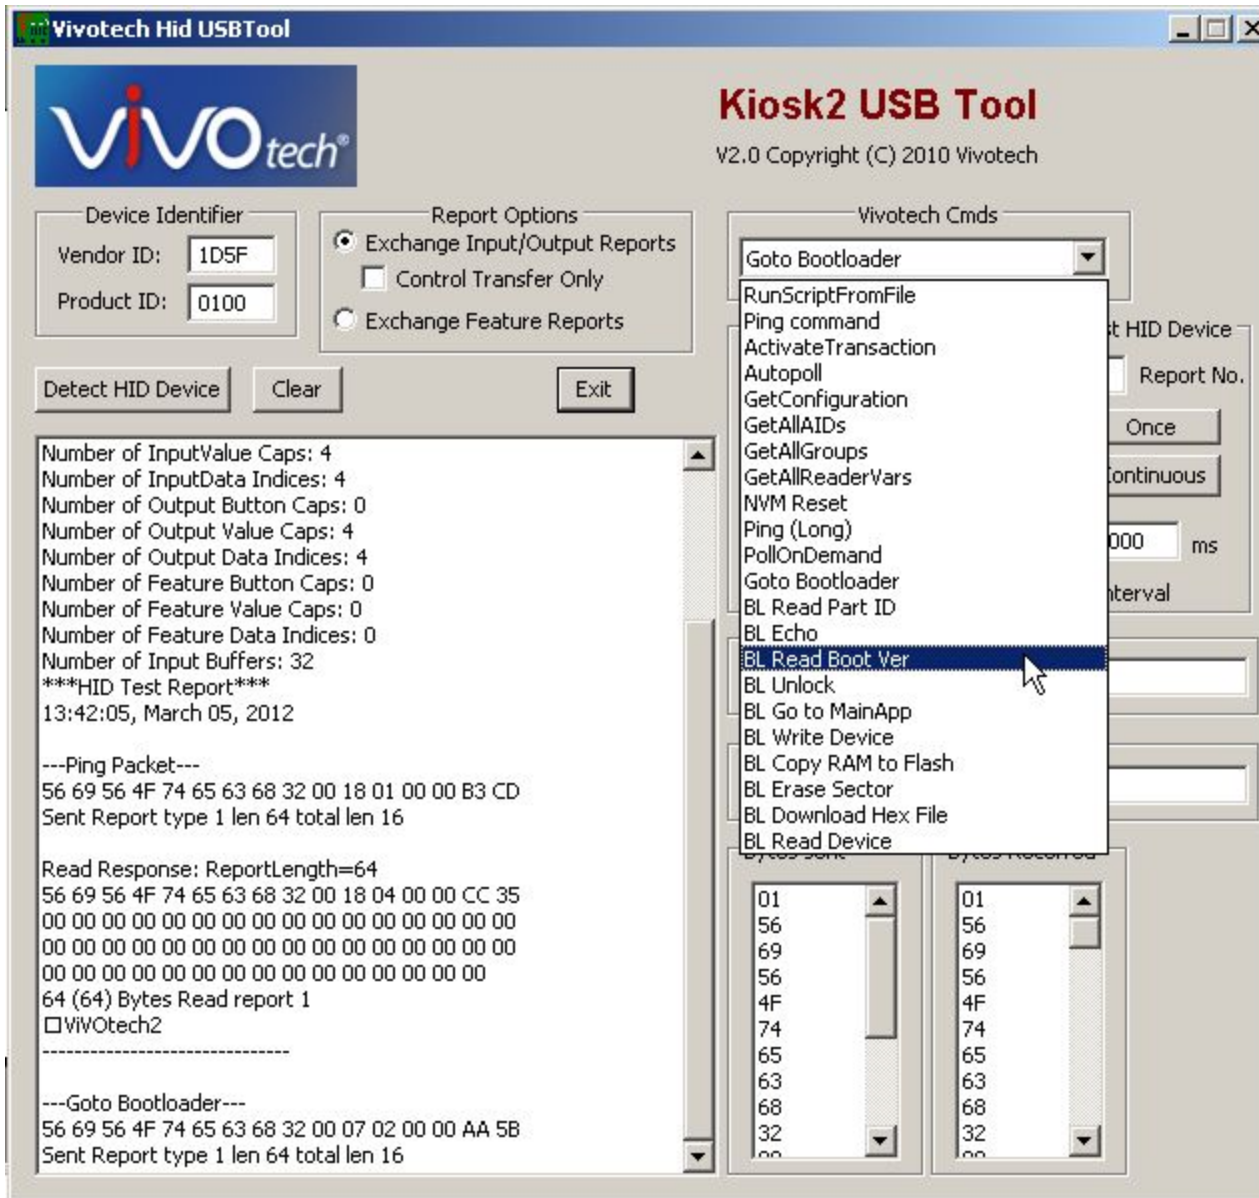 Vivotech Hid USBTool
ViVOtech®
Kiosk2 USB Tool
V2.0 Copyright (C) 2010 Vivotech
Device Identifier
Vendor ID: 1D5F
Product ID: 0100
Report Options
Exchange Input/Output Reports
Control Transfer Only
Exchange Feature Reports
Vivotech Cmds
Goto Bootloader
RunScriptFromFile
Ping command
ActivateTransaction
Autopoll
GetConfiguration
GetAllAIDs
GetAllGroups
GetAllReaderVars
NVM Reset
Ping (Long)
PollOnDemand
Goto Bootloader
BL Read Part ID
BL Echo
BL Read Boot Ver
BL Unlock
BL Go to MainApp
BL Write Device
BL Copy RAM to Flash
BL Erase Sector
BL Download Hex File
BL Read Device
HID Device
Report No.
Once
ontinuous
000 ms
Detect HID Device
Clear
Exit
Number of InputValue Caps: 4
Number of InputData Indices: 4
Number of Output Button Caps: 0
Number of Output Value Caps: 4
Number of Output Data Indices: 4
Number of Feature Button Caps: 0
Number of Feature Value Caps: 0
Number of Feature Data Indices: 0
Number of Input Buffers: 32
***HID Test Report***
13:42:05, March 05, 2012
---Ping Packet---
56 69 56 4F 74 65 63 68 32 00 18 01 00 00 B3 CD
Sent Report type 1 len 64 total len 16
Read Response: ReportLength=64
56 69 56 4F 74 65 63 68 32 00 18 04 00 00 CC 35
00 00 00 00 00 00 00 00 00 00 00 00 00 00 00 00
00 00 00 00 00 00 00 00 00 00 00 00 00 00 00 00
00 00 00 00 00 00 00 00 00 00 00 00 00 00 00
64 (64) Bytes Read report 1
□ViVOtech2
-------------------------------
---Goto Bootloader---
56 69 56 4F 74 65 63 68 32 00 07 02 00 00 AA 5B
Sent Report type 1 len 64 total len 16
01
56
69
56
4F
74
65
63
68
32
01
56
69
56
4F
74
65
63
68
32